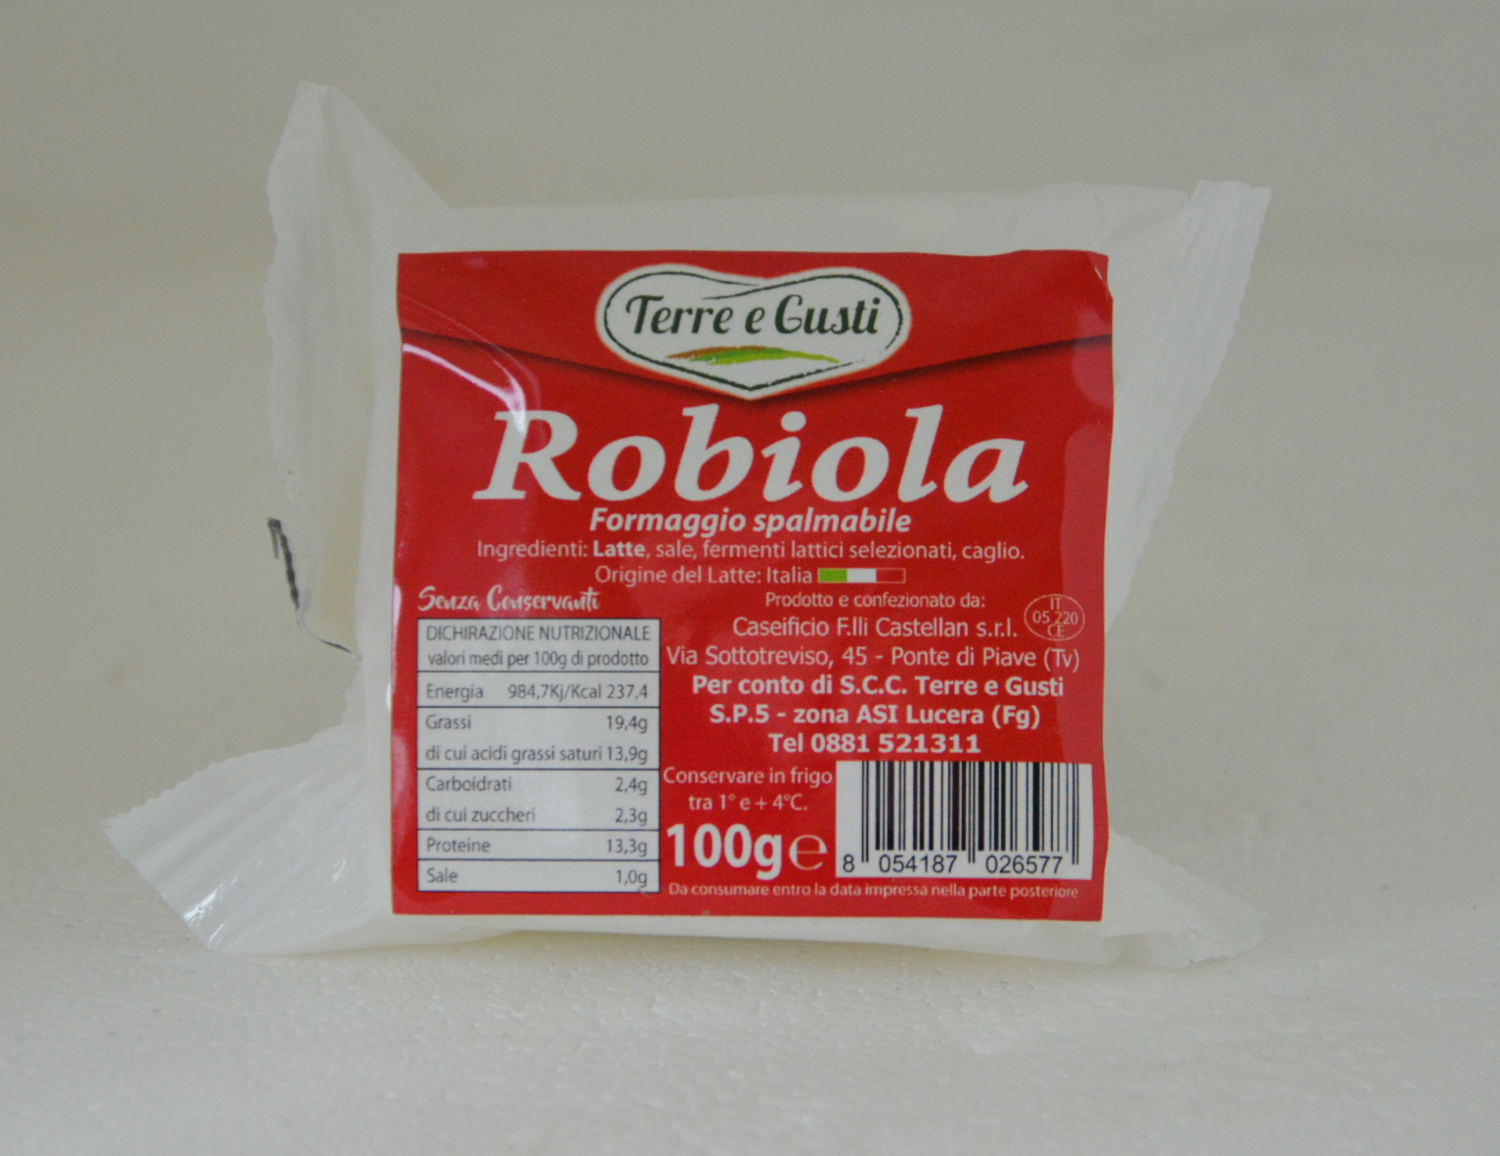 Terre e Gusti
Robiola
Formaggio spalmabile
Ingredienti: Latte, sale, fermenti lattici selezionati, caglio.
Origine del Latte: Italia
Senza Conservanti
DICHIRAZIONE NUTRIZIONALE
valori medi per 100g di prodotto
Energia 984,7Kj/Kcal 237,4
Grassi 19,4g
di cui acidi grassi saturi 13,9g
Carboidrati 2,4g
di cui zuccheri 2,3g
Proteine 13,3g
Sale 1,0g
Prodotto e confezionato da:
Caseificio F.lli Castellan s.r.l.
IT
05 220
CE
Via Sottotreviso, 45 - Ponte di Piave (Tv)
Per conto di S.C.C. Terre e Gusti
S.P.5 - zona ASI Lucera (Fg)
Tel 0881 521311
Conservare in frigo
tra 1° e + 4°C.
100g e
8 054187 026577
Da consumare entro la data impressa nella parte posteriore